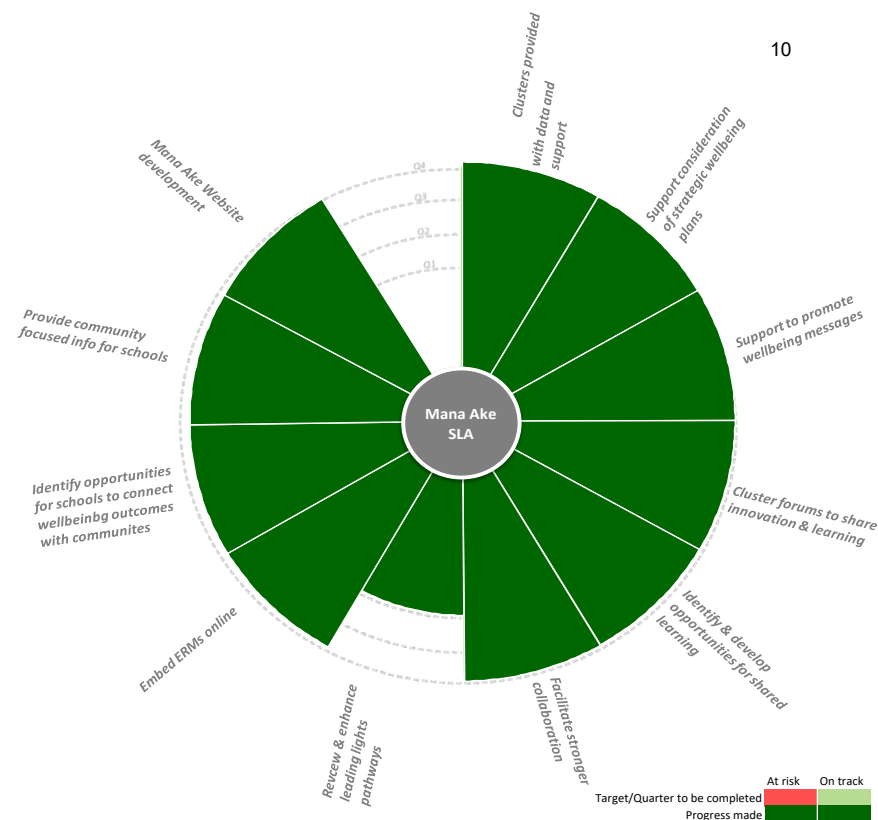 10
Clusters provided
with data and
support
Support consideration
of strategic wellbeing
plans
Support to promote
wellbeing messages
Cluster forums to share
innovation & learning
Identify & develop
opportunities for shared
learning
Facilitate stronger
collaboration
Revcew & enhance
leading lights
pathways
Embed ERMs online
Identify opportunities
for schools to connect
wellbeinbg outcomes
with communites
Provide community
focused info for schools
Mana Ake Website
development
Q4
Q3
Q2
Q1
Mana Ake
SLA
At risk On track
Target/Quarter to be completed
Progress made